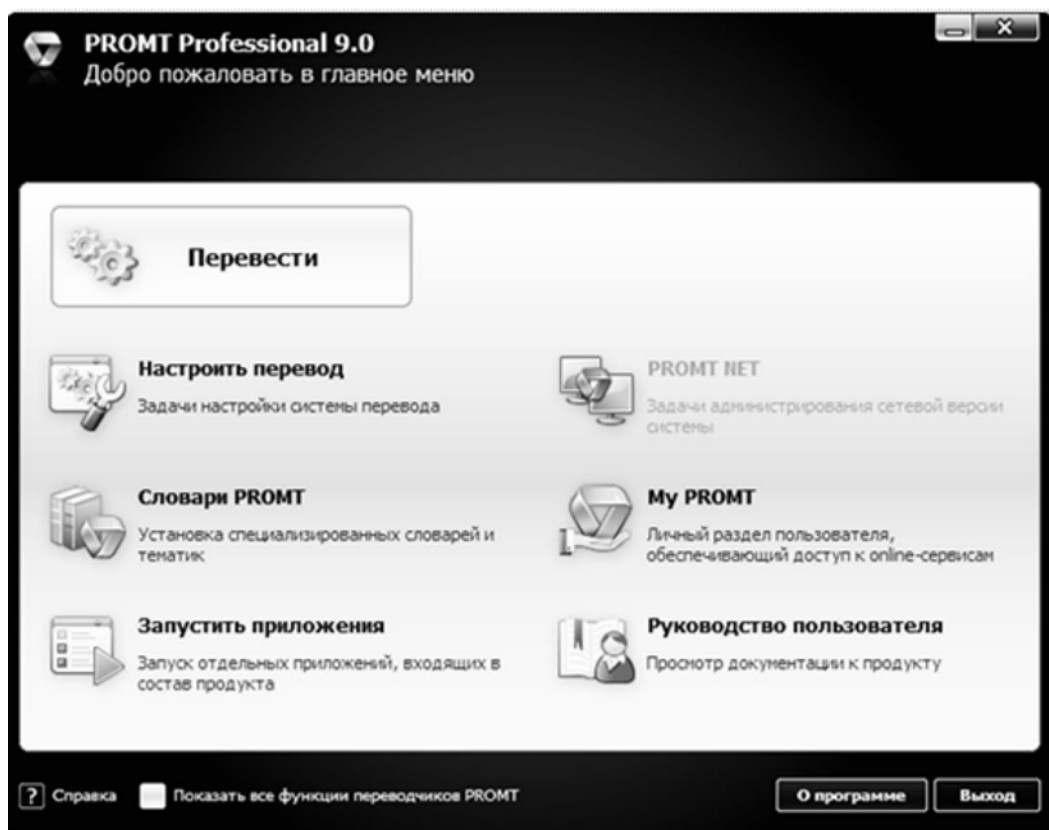 PROMT Professional 9.0
Добро пожаловать в главное меню
Перевести
Настроить перевод
Задачи настройки системы перевода
PROMT NET
Задачи администрирования сетевой версии
системы
Словари PROMT
Установка специализированных словарей и
тематик
My PROMT
Личный раздел пользователя,
обеспечивающий доступ к online-сервисам
Запустить приложения
Запуск отдельных приложений, входящих в
состав продукта
Руководство пользователя
Просмотр документации к продукту
? Справка
Показать все функции переводчиков PROMT
О программе
Выход